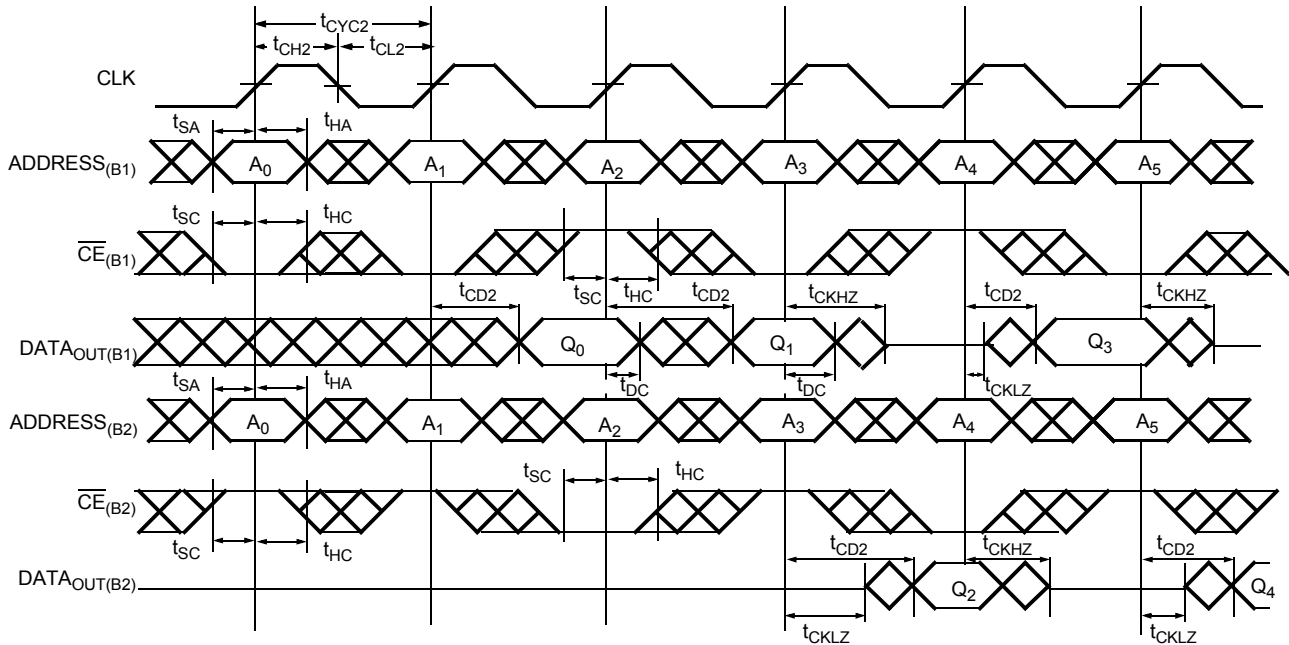 tCYC2
tCH2 tCL2
CLK
tSA tHA
ADDRESS(B1) A0 A1 A2 A3 A4 A5
tSC tHC
CE(B1)
tSC tHC tCD2
tCD2 tCKHZ tCD2 tCKHZ
DATAOUT(B1) Q0 Q1 Q3
tSA tHA tDC tDC tCKLZ
ADDRESS(B2) A0 A1 A2 A3 A4 A5
tSC tHC
CE(B2)
tSC tHC tCD2 tCKHZ tCD2
DATAOUT(B2) Q2 Q4
tCKLZ tCKLZ